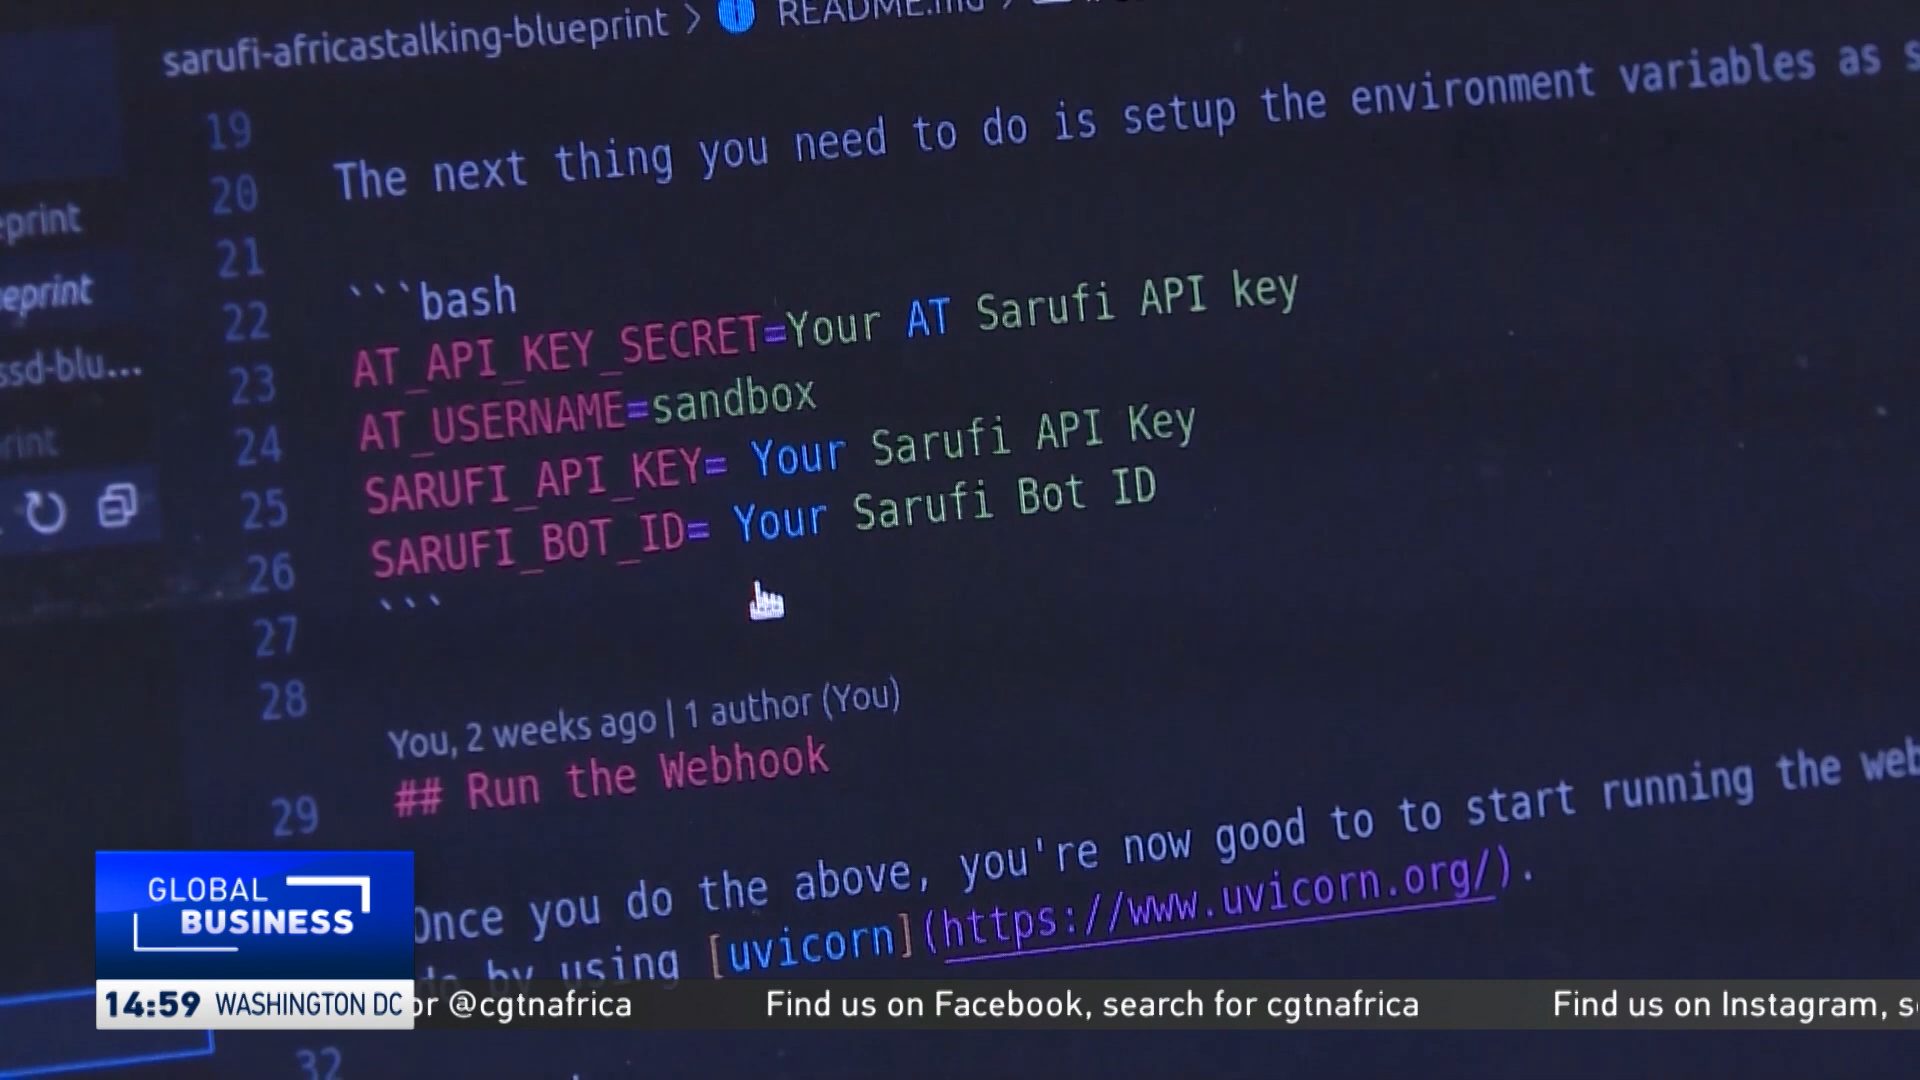 sarufi-africastalking-blueprint > README.md
19
20 The next thing you need to do is setup the environment variables as s
21
22 ```bash
23 AT_API_KEY_SECRET=Your AT Sarufi API key
24 AT_USERNAME=sandbox
25 SARUFI_API_KEY= Your Sarufi API Key
26 SARUFI_BOT_ID= Your Sarufi Bot ID
27 ```
28
You, 2 weeks ago | 1 author (You)
29 ## Run the Webhook
Once you do the above, you're now good to to start running the web
do by using [uvicorn](https://www.uvicorn.org/).
32
eprint
eprint
ssd-blu...
rint
GLOBAL
BUSINESS
14:59 WASHINGTON DC
or @cgtnafrica Find us on Facebook, search for cgtnafrica Find us on Instagram, s